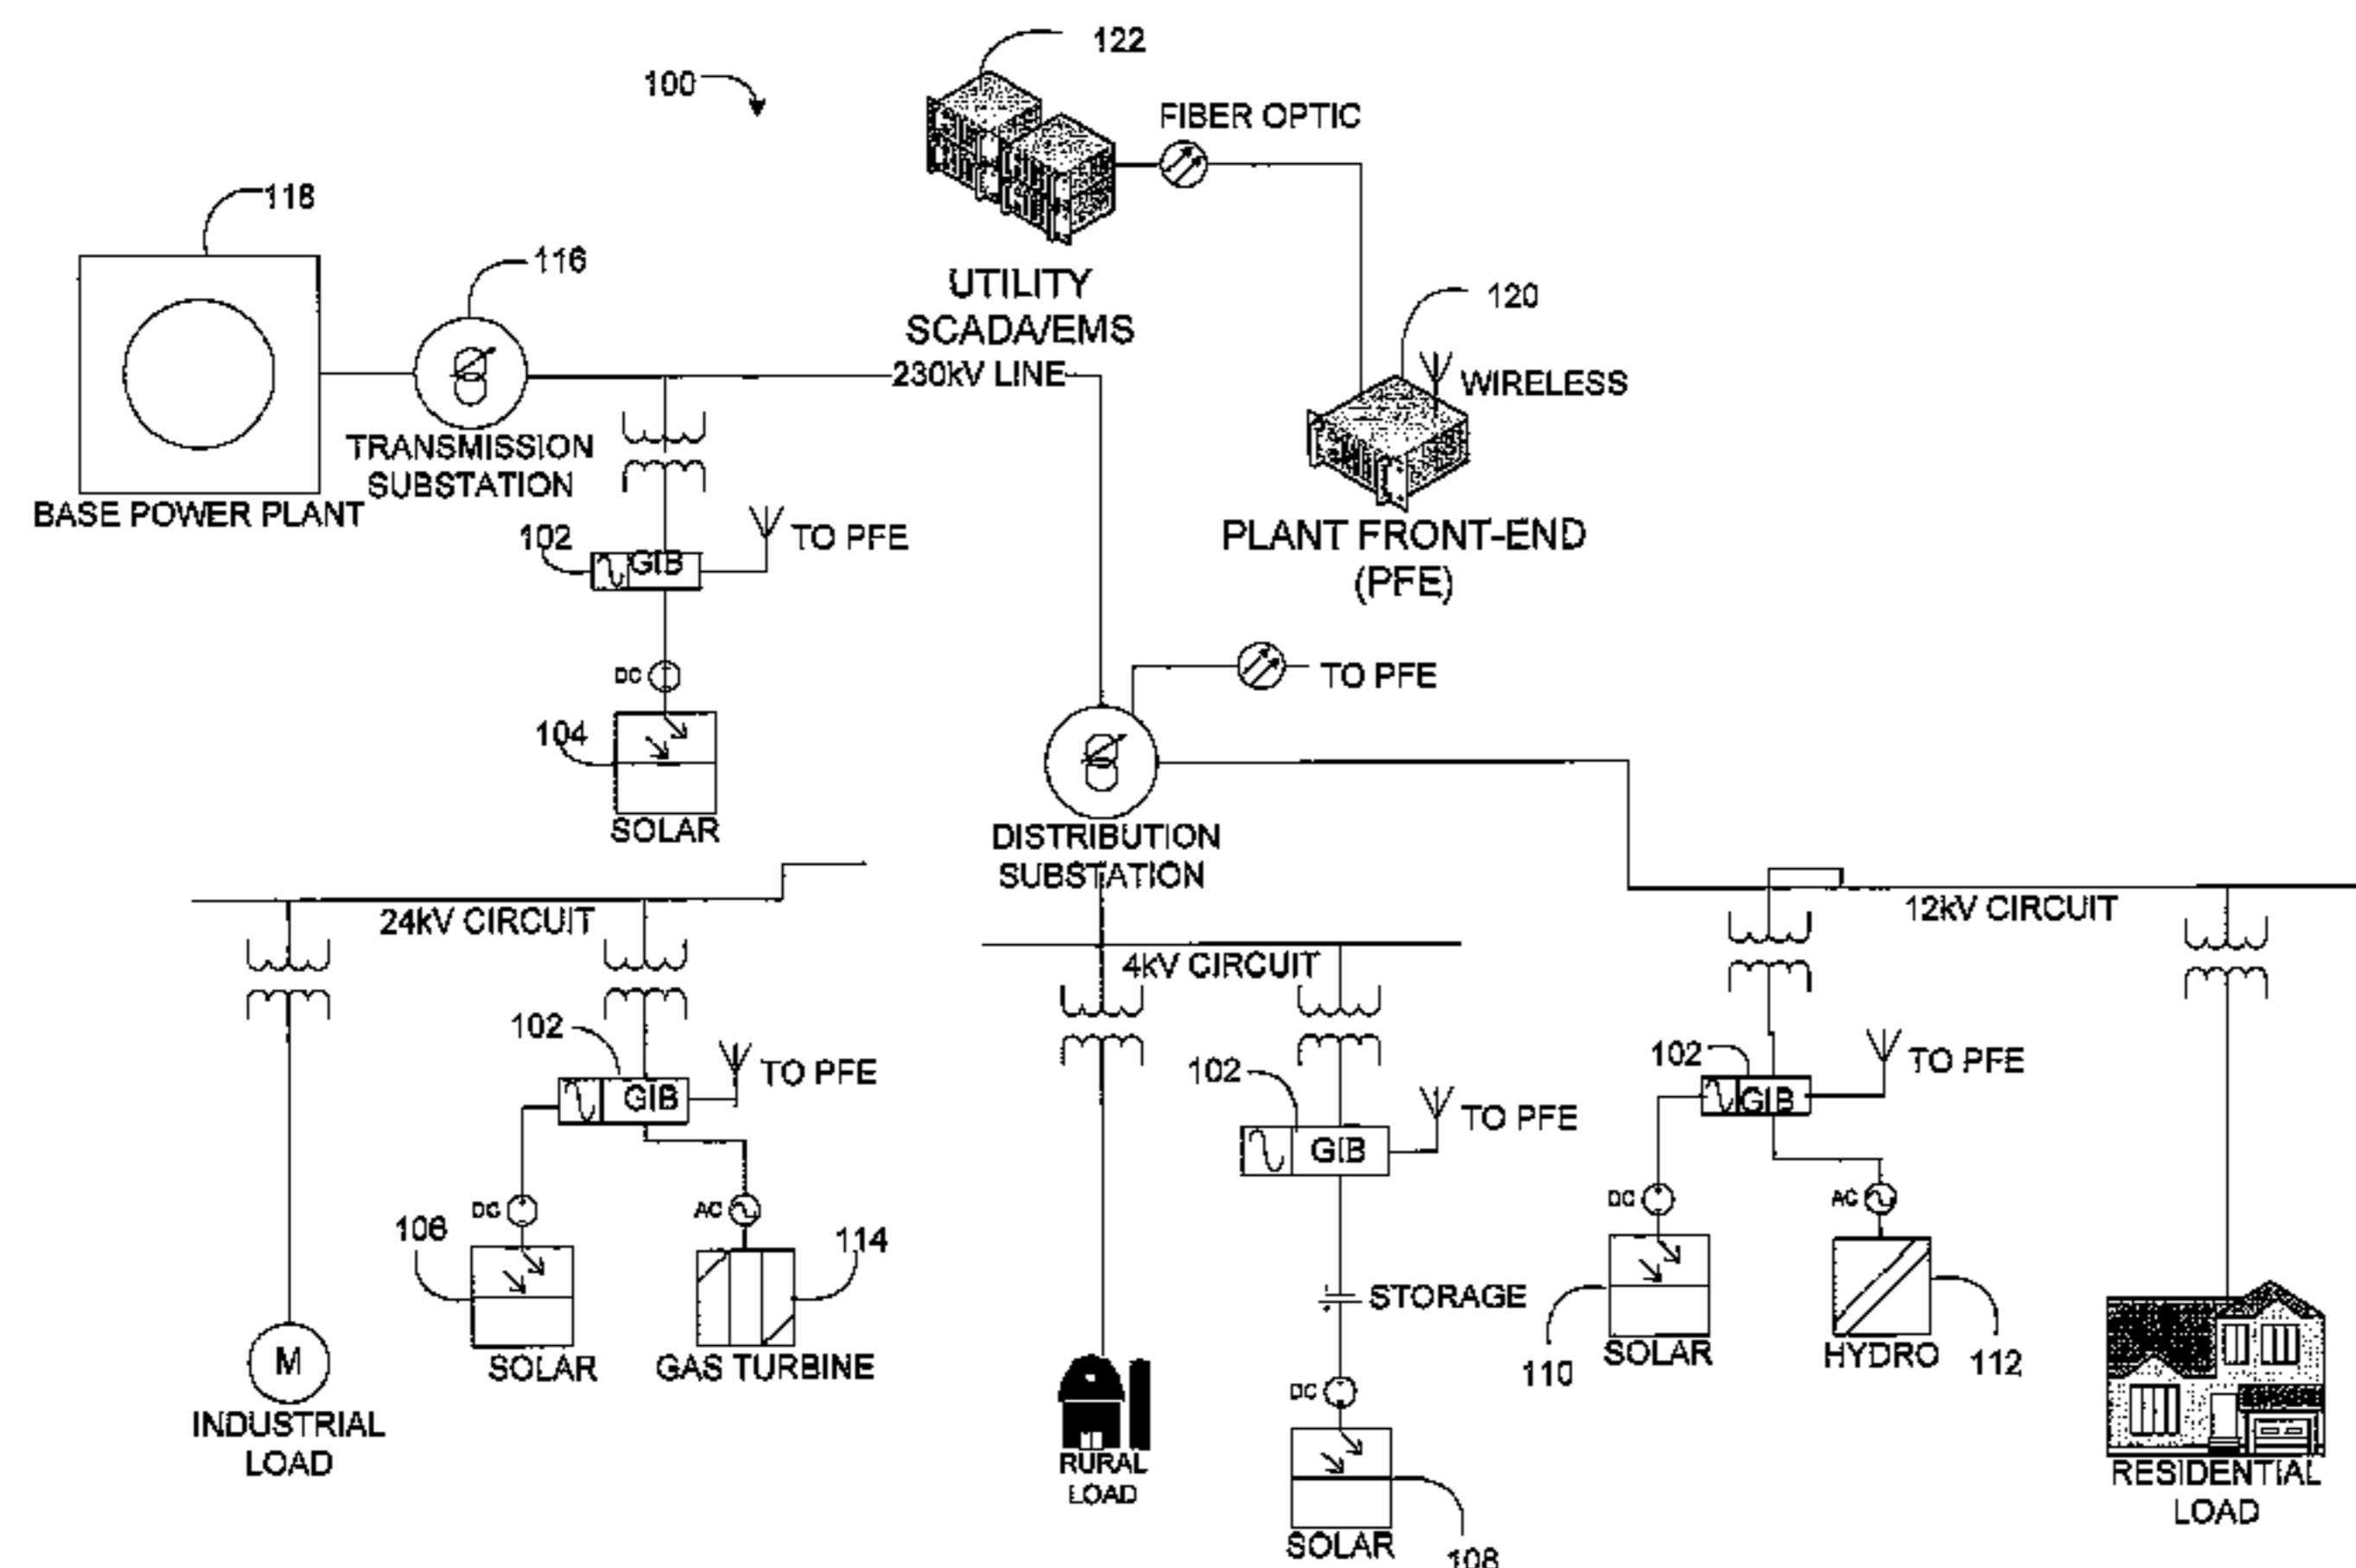 122
100
FIBER OPTIC
118
116
UTILITY
SCADA/EMS
120
230kV LINE
WIRELESS
TRANSMISSION
SUBSTATION
BASE POWER PLANT
PLANT FRONT-END
(PFE)
102
GIB
TO PFE
DC
TO PFE
104
SOLAR
DISTRIBUTION
SUBSTATION
24kV CIRCUIT
12kV CIRCUIT
4kV CIRCUIT
102
GIB
TO PFE
102
GIB
TO PFE
102
GIB
TO PFE
DC
AC
DC
AC
106
114
STORAGE
SOLAR
GAS TURBINE
110
SOLAR
HYDRO
112
M
INDUSTRIAL
LOAD
DC
RURAL
LOAD
SOLAR
108
RESIDENTIAL
LOAD